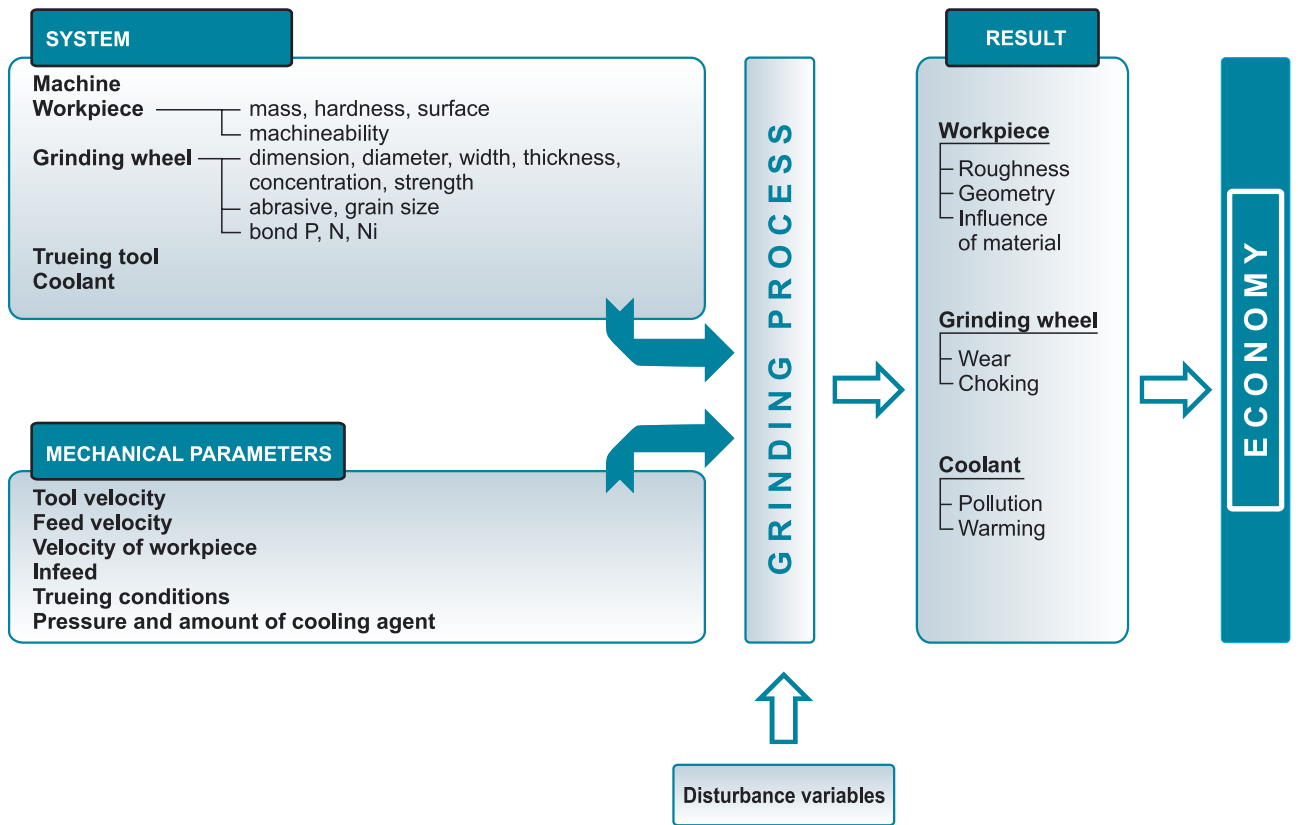 SYSTEM
Machine
Workpiece
mass, hardness, surface
machineability
Grinding wheel
dimension, diameter, width, thickness,
concentration, strength
abrasive, grain size
bond P, N, Ni
Trueing tool
Coolant
MECHANICAL PARAMETERS
Tool velocity
Feed velocity
Velocity of workpiece
Infeed
Trueing conditions
Pressure and amount of cooling agent
GRINDING PROCESS
Disturbance variables
RESULT
Workpiece
Roughness
Geometry
Influence
of material
Grinding wheel
Wear
Choking
Coolant
Pollution
Warming
ECONOMY